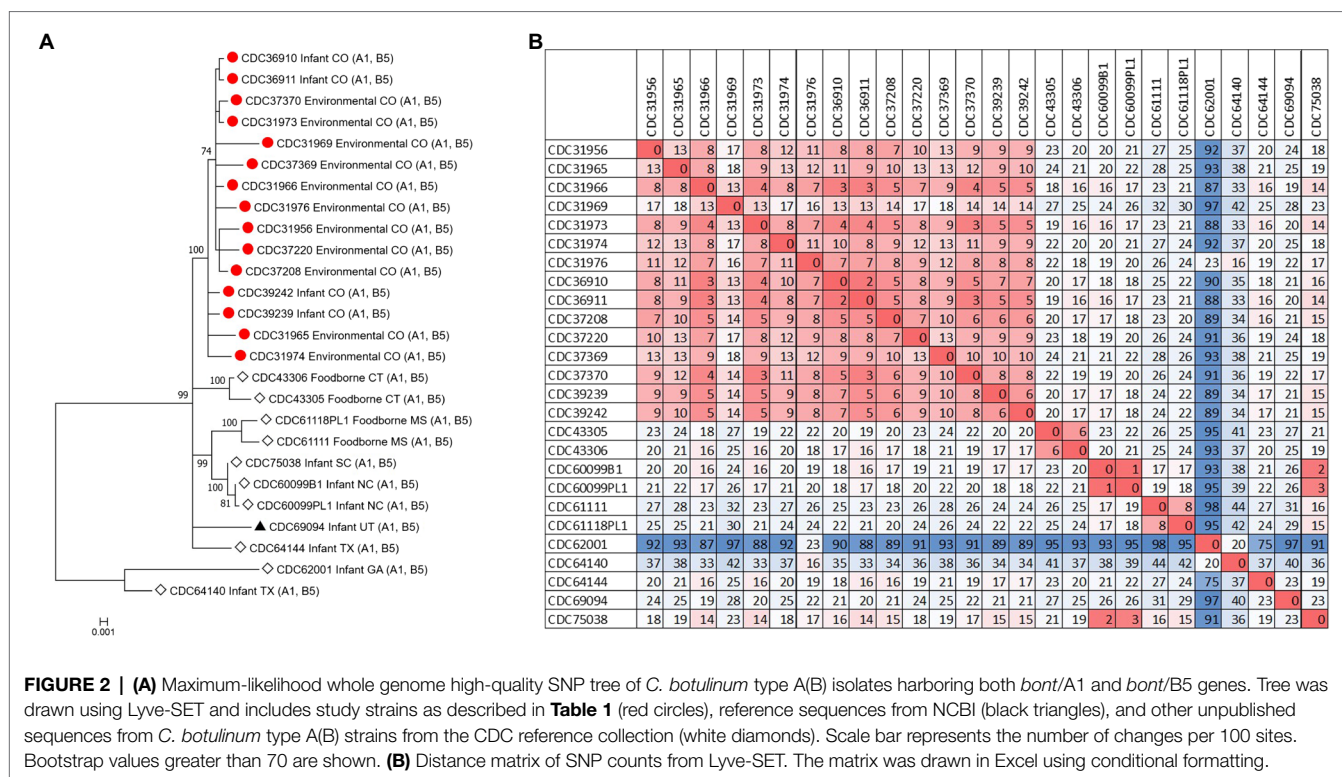 A
CDC36910 Infant CO (A1, B5)
CDC36911 Infant CO (A1, B5)
CDC37370 Environmental CO (A1, B5)
CDC31973 Environmental CO (A1, B5)
74
CDC31969 Environmental CO (A1, B5)
CDC37369 Environmental CO (A1, B5)
CDC31966 Environmental CO (A1, B5)
CDC31976 Environmental CO (A1, B5)
CDC31956 Environmental CO (A1, B5)
100
CDC37220 Environmental CO (A1, B5)
CDC37208 Environmental CO (A1, B5)
CDC39242 Infant CO (A1, B5)
CDC39239 Infant CO (A1, B5)
CDC31965 Environmental CO (A1, B5)
CDC31974 Environmental CO (A1, B5)
100 CDC43306 Foodborne CT (A1, B5)
99
CDC43305 Foodborne CT (A1, B5)
100 CDC61118PL1 Foodborne MS (A1, B5)
CDC61111 Foodborne MS (A1, B5)
99 CDC75038 Infant SC (A1, B5)
100 CDC60099B1 Infant NC (A1, B5)
81 CDC60099PL1 Infant NC (A1, B5)
CDC69094 Infant UT (A1, B5)
CDC64144 Infant TX (A1, B5)
CDC62001 Infant GA (A1, B5)
CDC64140 Infant TX (A1, B5)
0.001
B
CDC31956 CDC31965 CDC31966 CDC31969 CDC31973 CDC31974 CDC31976 CDC36910 CDC36911 CDC37208 CDC37220 CDC37369 CDC37370 CDC39239 CDC39242 CDC43305 CDC43306 CDC60099B1 CDC60099PL1 CDC61111 CDC61118PL1 CDC62001 CDC64140 CDC64144 CDC69094 CDC75038
CDC31956 0 13 8 17 8 12 11 8 8 7 10 13 9 9 9 23 20 20 21 27 25 92 37 20 24 18
CDC31965 13 0 8 18 9 13 12 11 9 10 13 13 12 9 10 24 21 20 22 28 25 93 38 21 25 19
CDC31966 8 8 0 13 4 8 7 3 3 5 7 9 4 5 5 18 16 16 17 23 21 87 33 16 19 14
CDC31969 17 18 13 0 13 17 16 13 13 14 17 18 14 14 14 27 25 24 26 32 30 97 42 25 28 23
CDC31973 8 9 4 13 0 8 7 4 4 5 8 9 3 5 5 19 16 16 17 23 21 88 33 16 20 14
CDC31974 12 13 8 17 8 0 11 10 8 9 12 13 11 9 9 22 20 20 21 27 24 92 37 20 25 18
CDC31976 11 12 7 16 7 11 0 7 7 8 9 12 8 8 8 22 18 19 20 24 22 23 16 19 22 17
CDC36910 8 11 3 13 4 10 7 0 2 5 8 9 5 7 7 20 17 18 18 22 22 90 35 18 21 16
CDC36911 8 9 3 13 4 8 7 2 0 5 8 9 3 5 5 19 16 16 17 23 21 88 33 16 20 14
CDC37208 7 10 5 14 5 9 8 5 5 0 7 10 6 6 6 20 17 17 18 23 20 89 34 16 21 15
CDC37220 10 13 7 17 8 12 9 8 8 7 0 13 9 9 9 23 18 19 20 26 22 91 36 19 24 18
CDC37369 13 13 9 18 9 13 12 9 9 10 13 0 10 10 10 24 21 21 22 28 26 93 38 21 25 19
CDC37370 9 12 4 14 3 11 8 5 3 6 9 10 0 6 6 22 19 19 20 24 23 91 36 19 22 17
CDC39239 9 9 5 14 5 9 8 7 5 6 9 10 6 0 6 20 17 17 18 24 22 89 34 17 21 15
CDC39242 9 10 5 14 5 9 8 7 5 6 9 10 6 6 0 20 17 17 18 24 22 89 34 17 21 15
CDC43305 23 24 18 27 19 22 22 20 19 20 23 24 22 20 20 0 6 23 22 26 25 95 41 23 27 21
CDC43306 20 21 16 25 16 20 18 17 16 17 18 21 19 17 17 6 0 20 21 25 24 93 37 20 25 19
CDC60099B1 20 20 16 24 16 20 19 18 16 17 19 21 19 17 17 23 20 0 1 17 17 93 38 21 26 2
CDC60099PL1 21 22 17 26 17 21 20 18 17 18 20 22 20 18 18 22 21 1 0 19 18 95 39 22 26 3
CDC61111 27 28 23 32 23 27 24 22 23 23 26 28 24 24 24 26 25 17 19 0 8 98 44 27 31 16
CDC61118PL1 25 25 21 30 21 24 22 22 21 20 22 26 23 22 22 25 24 17 18 8 0 95 42 24 29 15
CDC62001 92 93 87 97 88 92 23 90 88 89 91 93 91 89 89 95 93 93 95 98 95 0 20 75 97 91
CDC64140 37 38 33 42 33 37 16 35 33 34 36 38 36 34 34 41 37 38 39 44 42 20 0 37 40 36
CDC64144 20 21 16 25 16 20 19 18 16 16 19 21 19 17 17 23 20 21 22 27 24 75 37 0 23 19
CDC69094 24 25 19 28 20 25 22 21 20 21 24 25 22 21 21 27 25 26 26 31 29 97 40 23 0 23
CDC75038 18 19 14 23 14 18 17 16 14 15 18 19 17 15 15 21 19 2 3 16 15 91 36 19 23 0
FIGURE 2 | (A) Maximum-likelihood whole genome high-quality SNP tree of C. botulinum type A(B) isolates harboring both bont/A1 and bont/B5 genes. Tree was
drawn using Lyve-SET and includes study strains as described in Table 1 (red circles), reference sequences from NCBI (black triangles), and other unpublished
sequences from C. botulinum type A(B) strains from the CDC reference collection (white diamonds). Scale bar represents the number of changes per 100 sites.
Bootstrap values greater than 70 are shown. (B) Distance matrix of SNP counts from Lyve-SET. The matrix was drawn in Excel using conditional formatting.